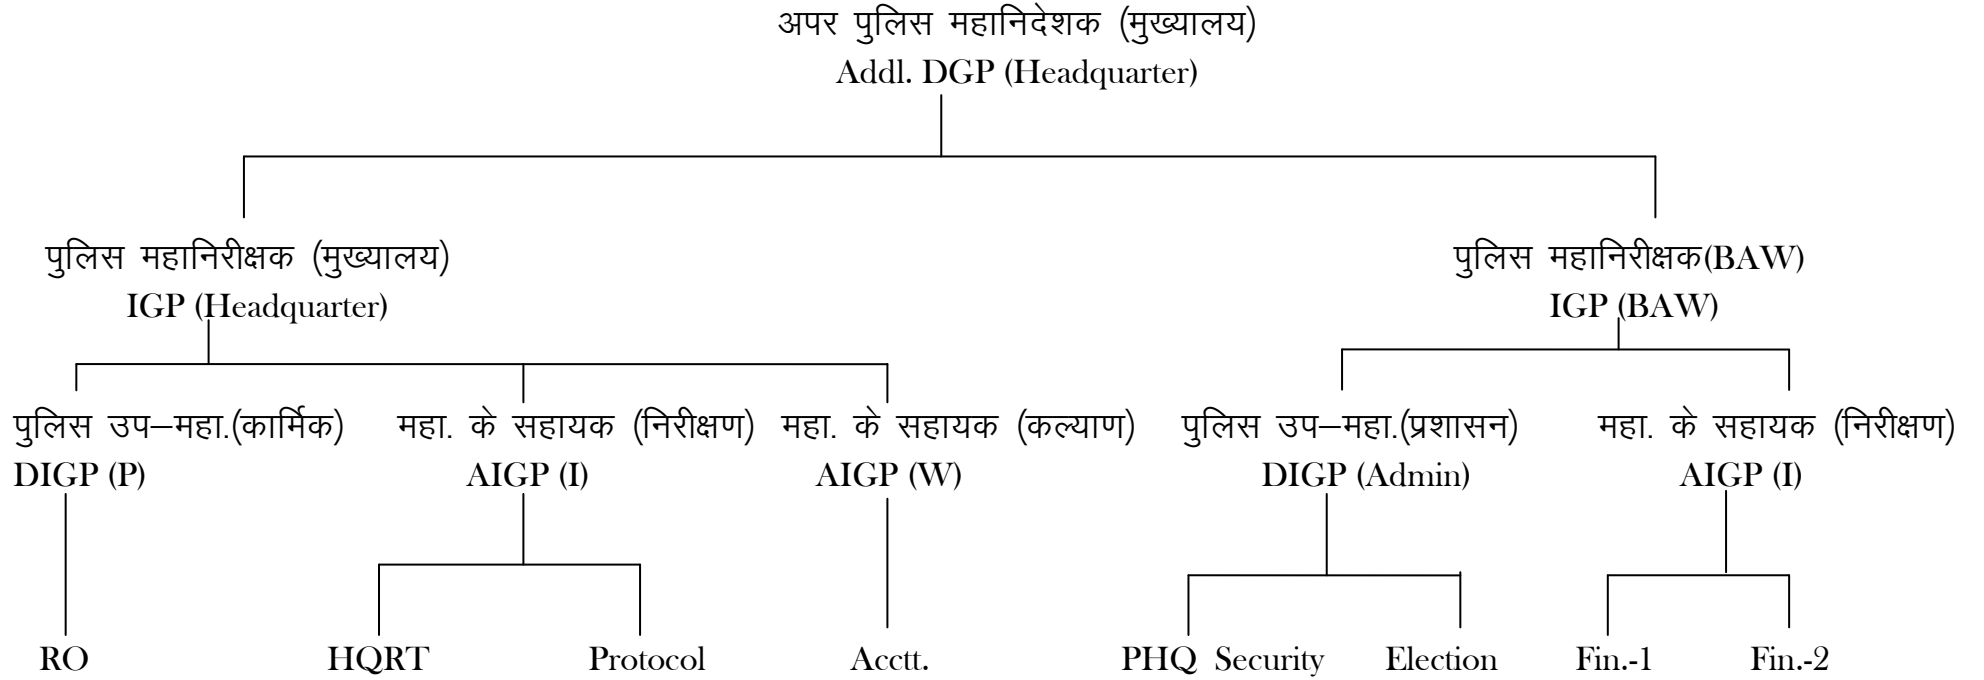 अपर पुलिस महानिदेशक (मुख्यालय)
Addl. DGP (Headquarter)
पुलिस महानिरीक्षक (मुख्यालय)
IGP (Headquarter)
पुलिस महानिरीक्षक(BAW)
IGP (BAW)
पुलिस उप–महा.(कार्मिक)
DIGP (P)
महा. के सहायक (निरीक्षण)
AIGP (I)
महा. के सहायक (कल्याण)
AIGP (W)
पुलिस उप–महा.(प्रशासन)
DIGP (Admin)
महा. के सहायक (निरीक्षण)
AIGP (I)
RO
HQRT
Protocol
Acctt.
PHQ Security
Election
Fin.-1
Fin.-2